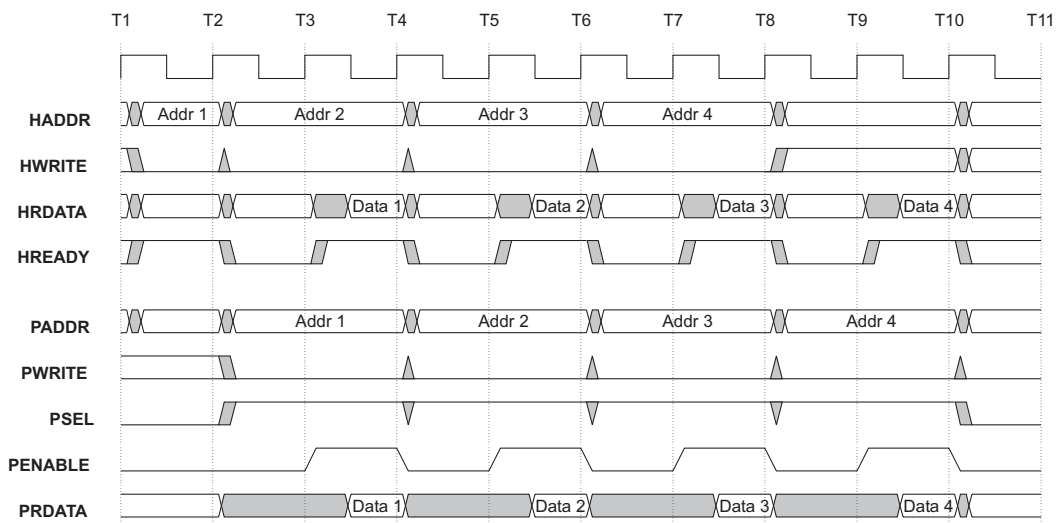 T1 T2 T3 T4 T5 T6 T7 T8 T9 T10 T11
HADDR Addr 1 Addr 2 Addr 3 Addr 4
HWRITE
HRDATA Data 1 Data 2 Data 3 Data 4
HREADY
PADDR Addr 1 Addr 2 Addr 3 Addr 4
PWRITE
PSEL
PENABLE
PRDATA Data 1 Data 2 Data 3 Data 4